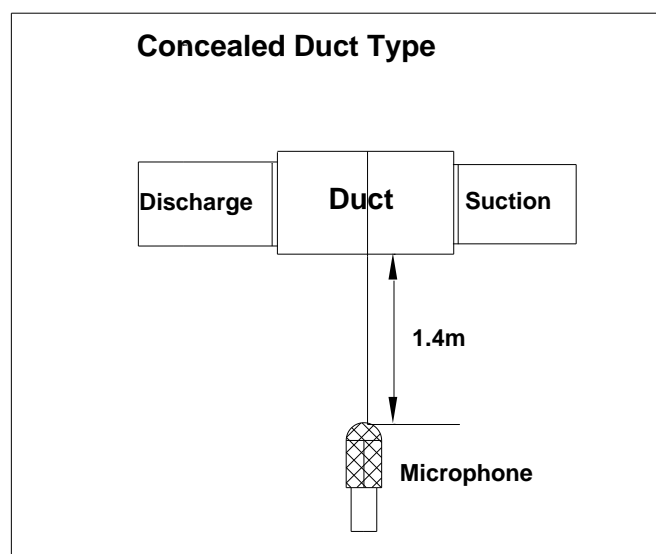 Concealed Duct Type
Discharge
Duct
Suction
1.4m
Microphone